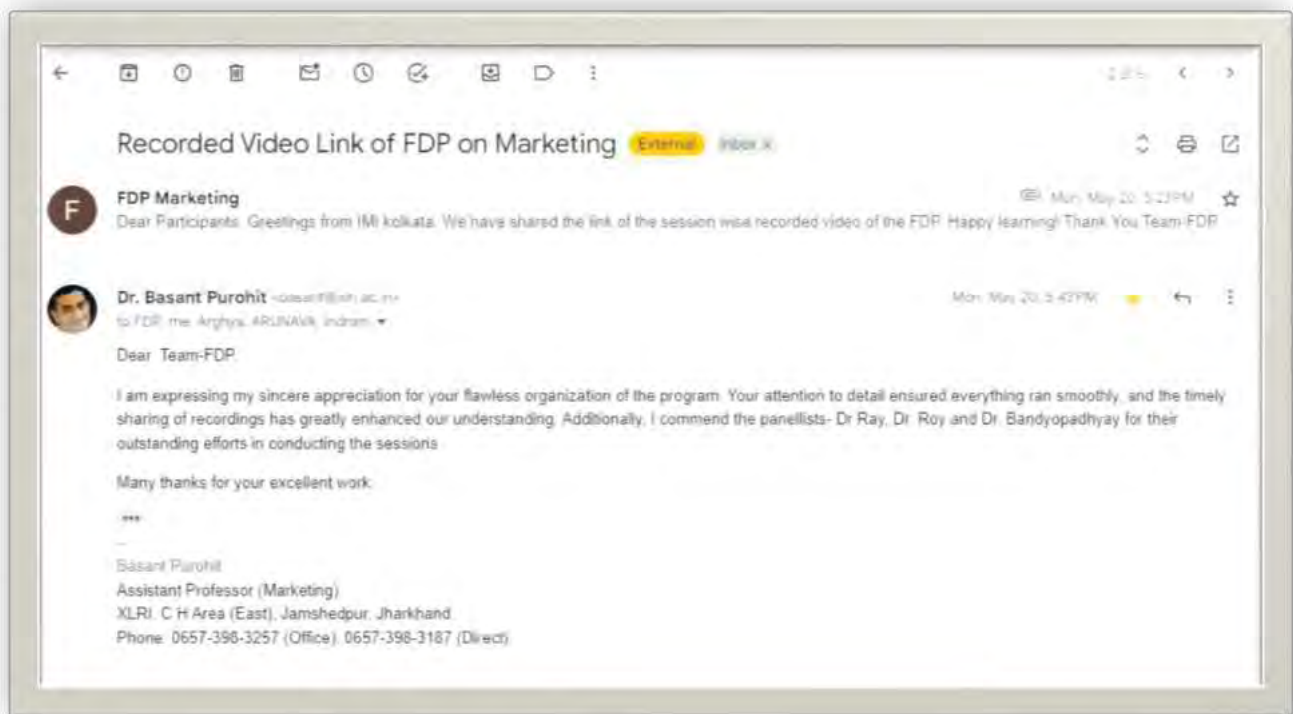 Recorded Video Link of FDP on Marketing External Inbox x
F
FDP Marketing
Mon, May 20, 5:23PM
Dear Participants, Greetings from IMI kolkata. We have shared the link of the session wise recorded video of the FDP. Happy learning! Thank You Team-FDP
Dr. Basant Purohit
Mon, May 20, 5:42PM
to FDP, me, Arghya, ARUNAVA, Indrani
Dear Team-FDP,
I am expressing my sincere appreciation for your flawless organization of the program. Your attention to detail ensured everything ran smoothly, and the timely
sharing of recordings has greatly enhanced our understanding. Additionally, I commend the panellists- Dr Ray, Dr. Roy and Dr. Bandyopadhyay for their
outstanding efforts in conducting the sessions
Many thanks for your excellent work.
--
Basant Purohit
Assistant Professor (Marketing)
XLRI, C H Area (East), Jamshedpur, Jharkhand
Phone: 0657-398-3257 (Office), 0657-398-3187 (Direct)